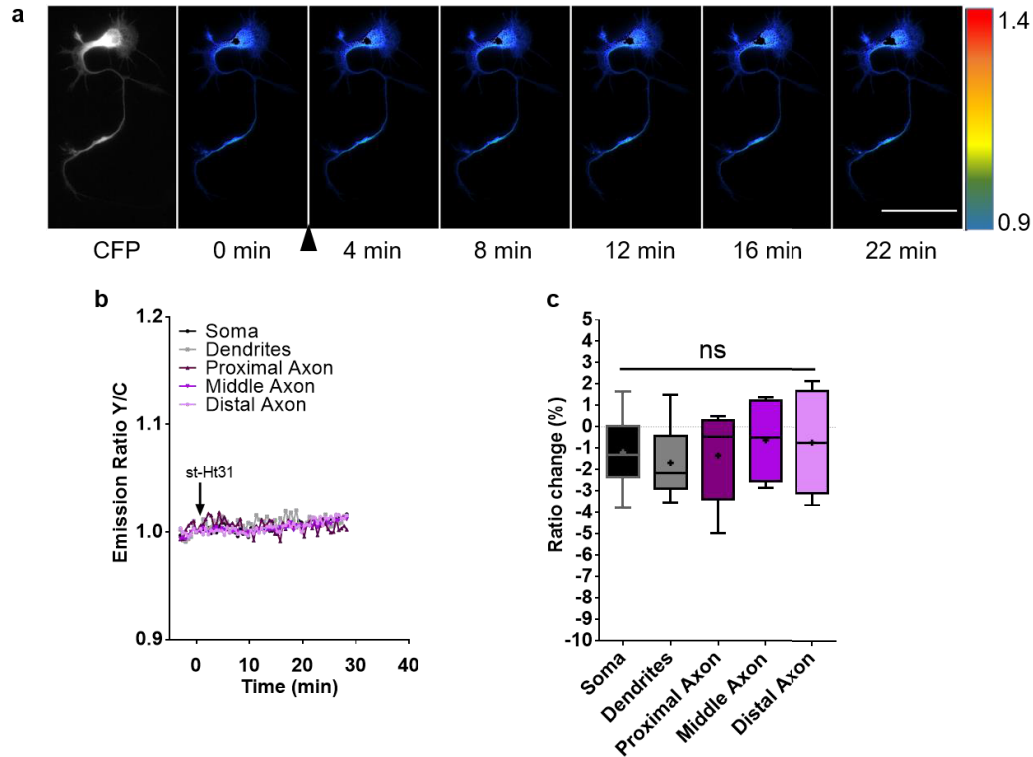 a
1.4
0.9
CFP 0 min 4 min 8 min 12 min 16 min 22 min
b
1.2
1.1
1.0
0.9
Emission Ratio Y/C
Soma
Dendrites
Proximal Axon
Middle Axon
Distal Axon
st-Ht31
0 10 20 30 40
Time (min)
c
5
4
3
2
1
0
-1
-2
-3
-4
-5
-6
-7
-8
-9
-10
Ratio change (%)
ns
Soma
Dendrites
Proximal Axon
Middle Axon
Distal Axon